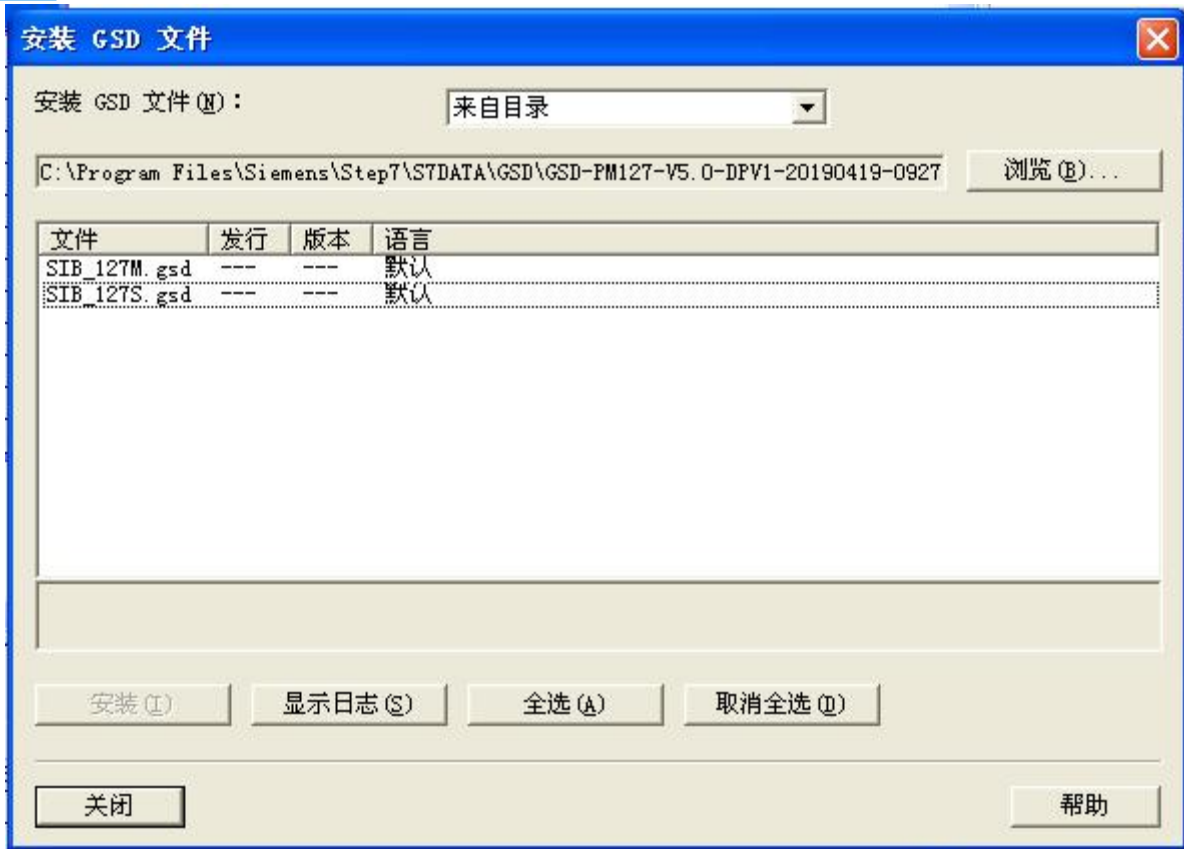 安装 GSD 文件
安装 GSD 文件(N)： 来自目录
C:\Program Files\Siemens\Step7\S7DATA\GSD\GSD-PM127-V5.0-DPV1-20190419-0927 浏览(B)...
文件 发行 版本 语言
SIB_127M.gsd --- --- 默认
SIB_127S.gsd --- --- 默认
安装(I) 显示日志(S) 全选(A) 取消全选(D)
关闭 帮助